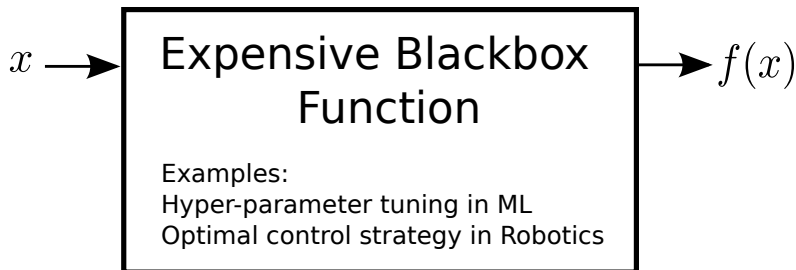 x
Expensive Blackbox
Function
f(x)
Examples:
Hyper-parameter tuning in ML
Optimal control strategy in Robotics